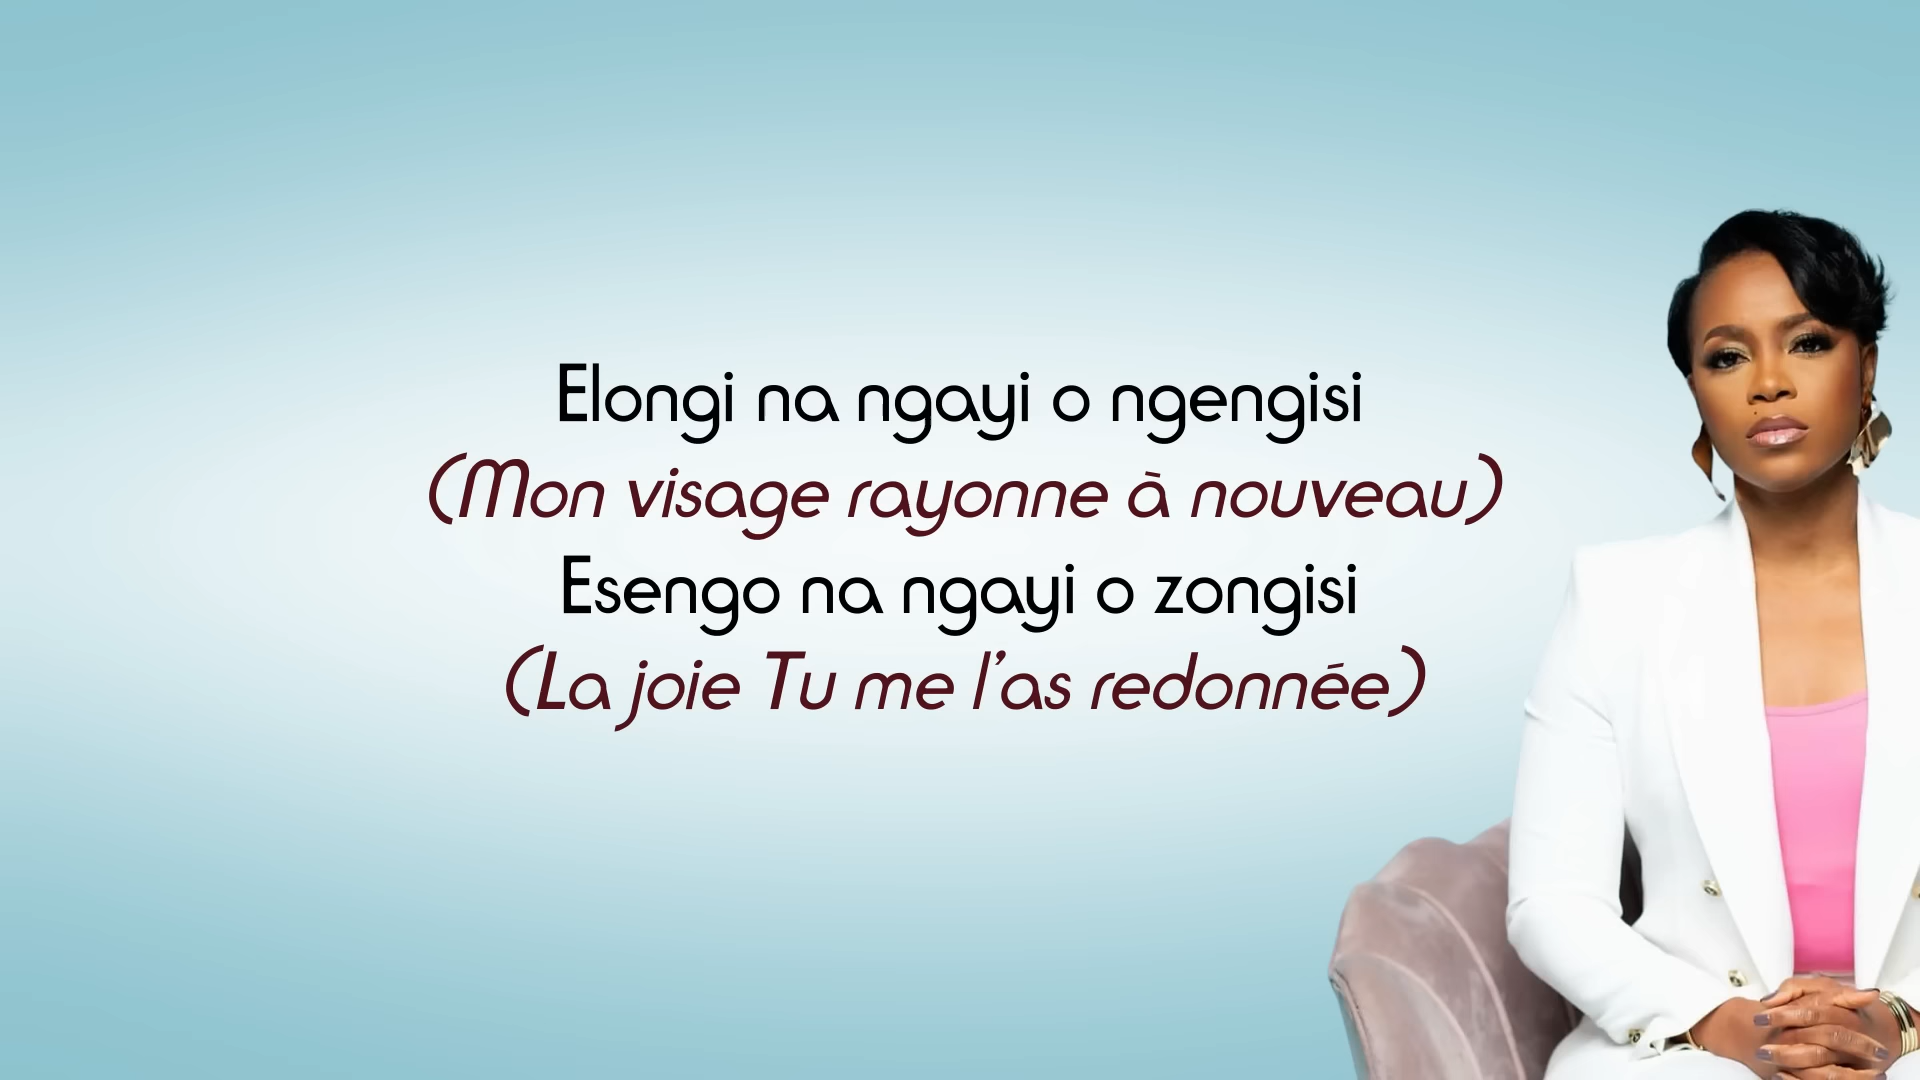 Elongi na ngayi o ngengisi
(Mon visage rayonne à nouveau)
Esengo na ngayi o zongisi
(La joie Tu me l'as redonnée)